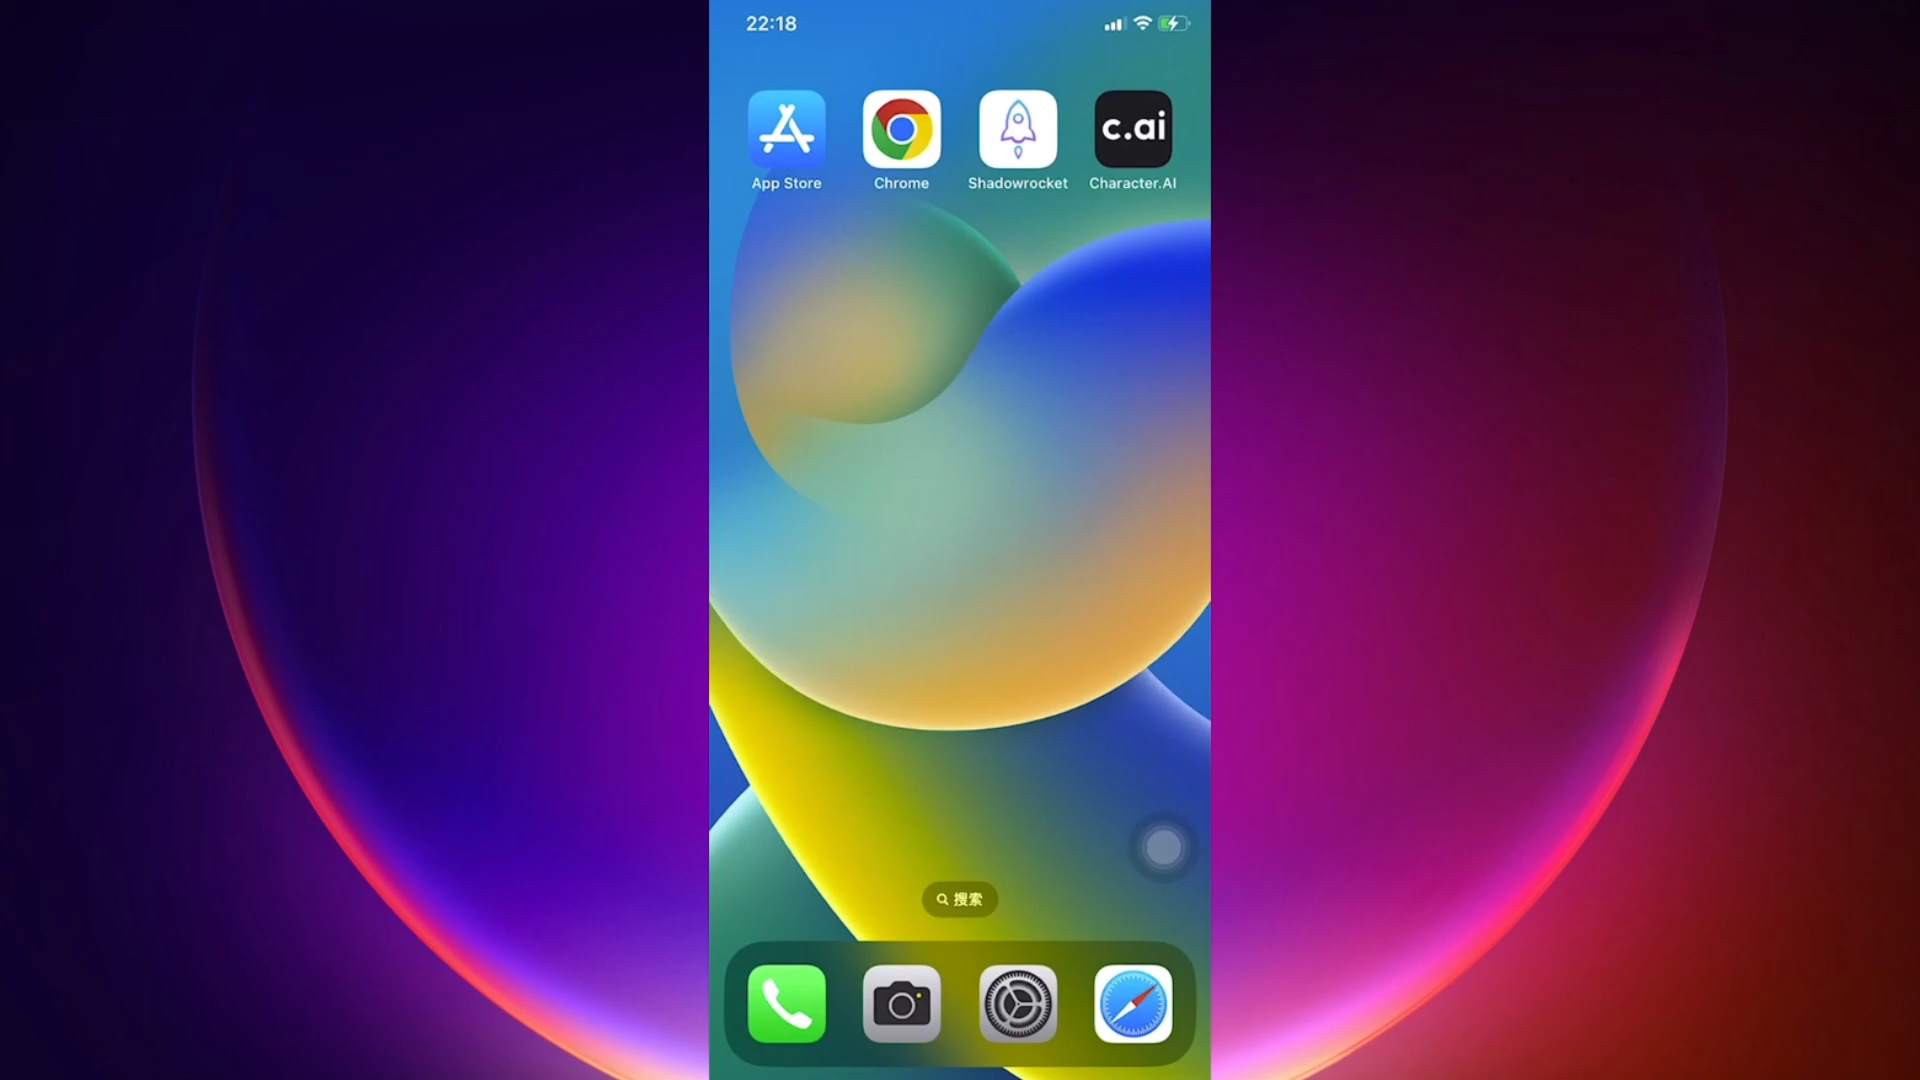 22:18
c.ai
App Store
Chrome
Shadowrocket
Character.AI
搜索